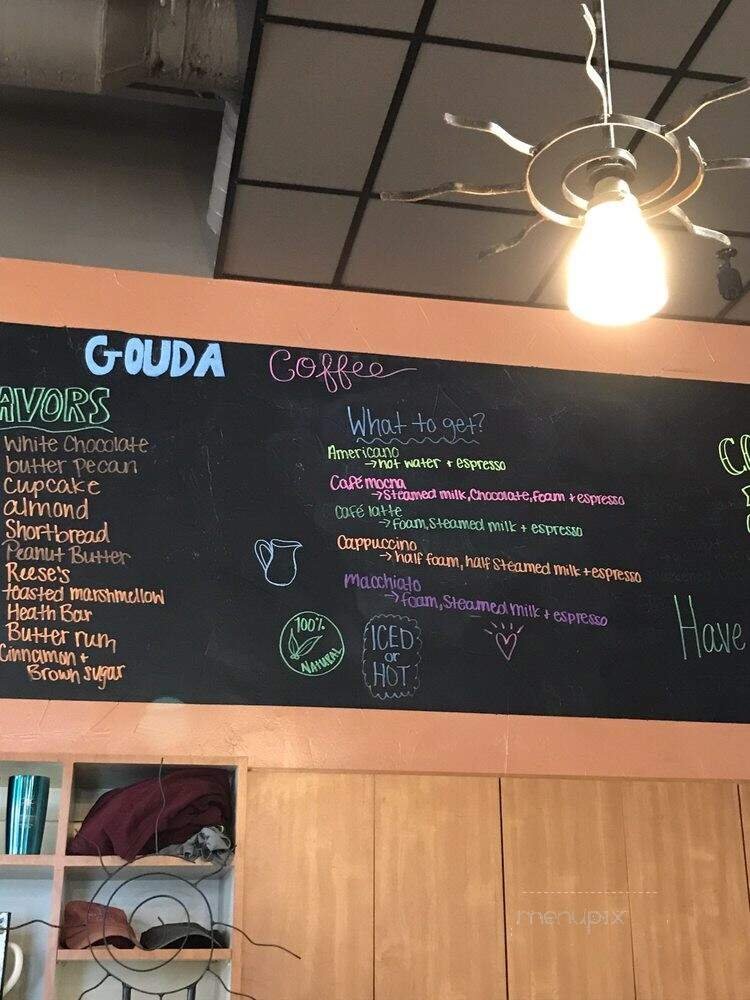 GOUDA Coffee
AVORS
White Chocolate
butter pecan
Cupcake
almond
Shortbread
Peanut Butter
Reese's
toasted marshmallow
Heath Bar
Butter rum
Cinnamon +
Brown sugar
What to get?
Americano
→ hot water + espresso
Café mocha
→ Steamed milk, Chocolate, foam + espresso
Café latte
→ foam, Steamed milk + espresso
Cappuccino
→ half foam, half Steamed milk + espresso
Macchiato
→ foam, Steamed milk + espresso
100%
NATURAL
ICED
or
HOT
Have
menupix